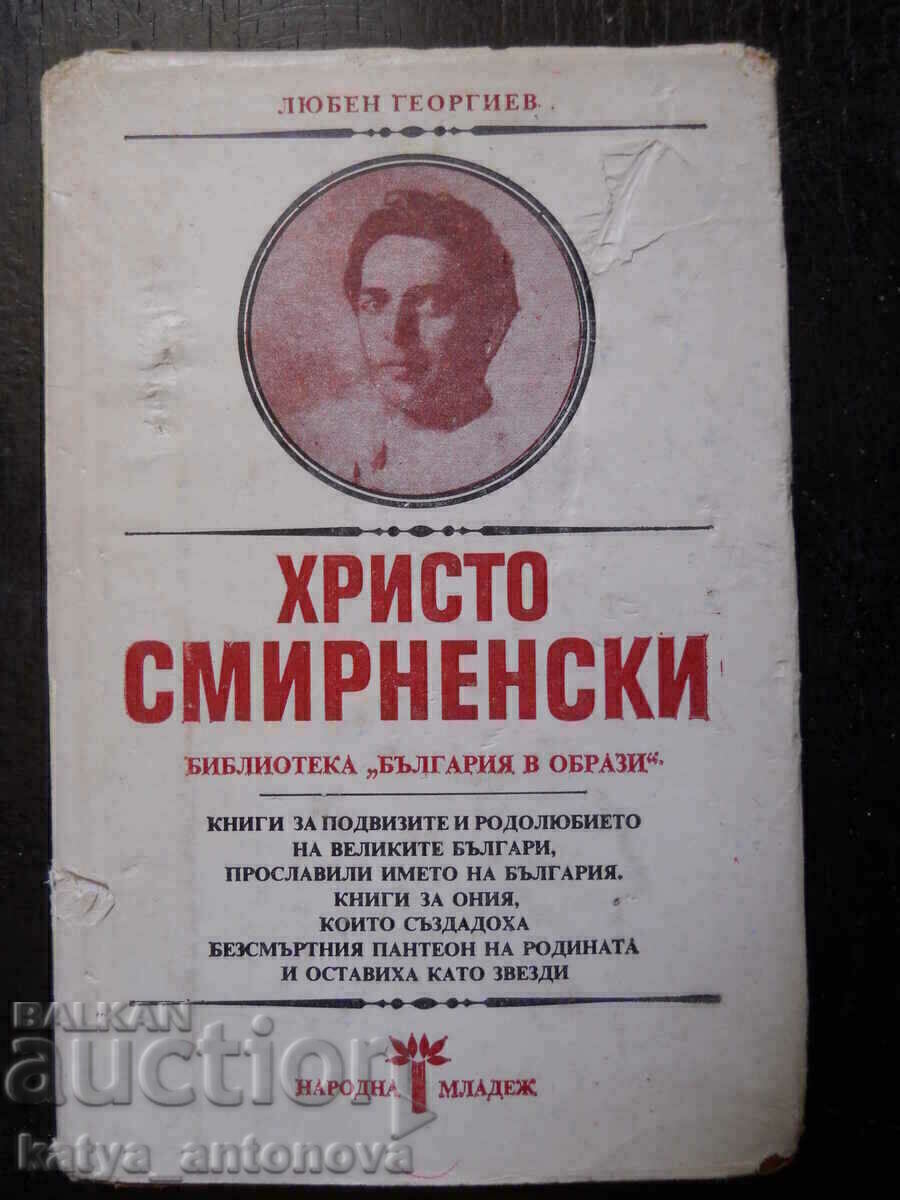 ЛЮБЕН ГЕОРГИЕВ
ХРИСТО
СМИРНЕНСКИ
БИБЛИОТЕКА „БЪЛГАРИЯ В ОБРАЗИ“
КНИГИ ЗА ПОДВИЗИТЕ И РОДОЛЮБИЕТО
НА ВЕЛИКИТЕ БЪЛГАРИ,
ПРОСЛАВИЛИ ИМЕТО НА БЪЛГАРИЯ.
КНИГИ ЗА ОНИЯ,
КОИТО СЪЗДАДОХА
БЕЗСМЪРТНИЯ ПАНТЕОН НА РОДИНАТА
И ОСТАВИХА КАТО ЗВЕЗДИ
НАРОДНА МЛАДЕЖ
BALKAN
auction
katya_antonova